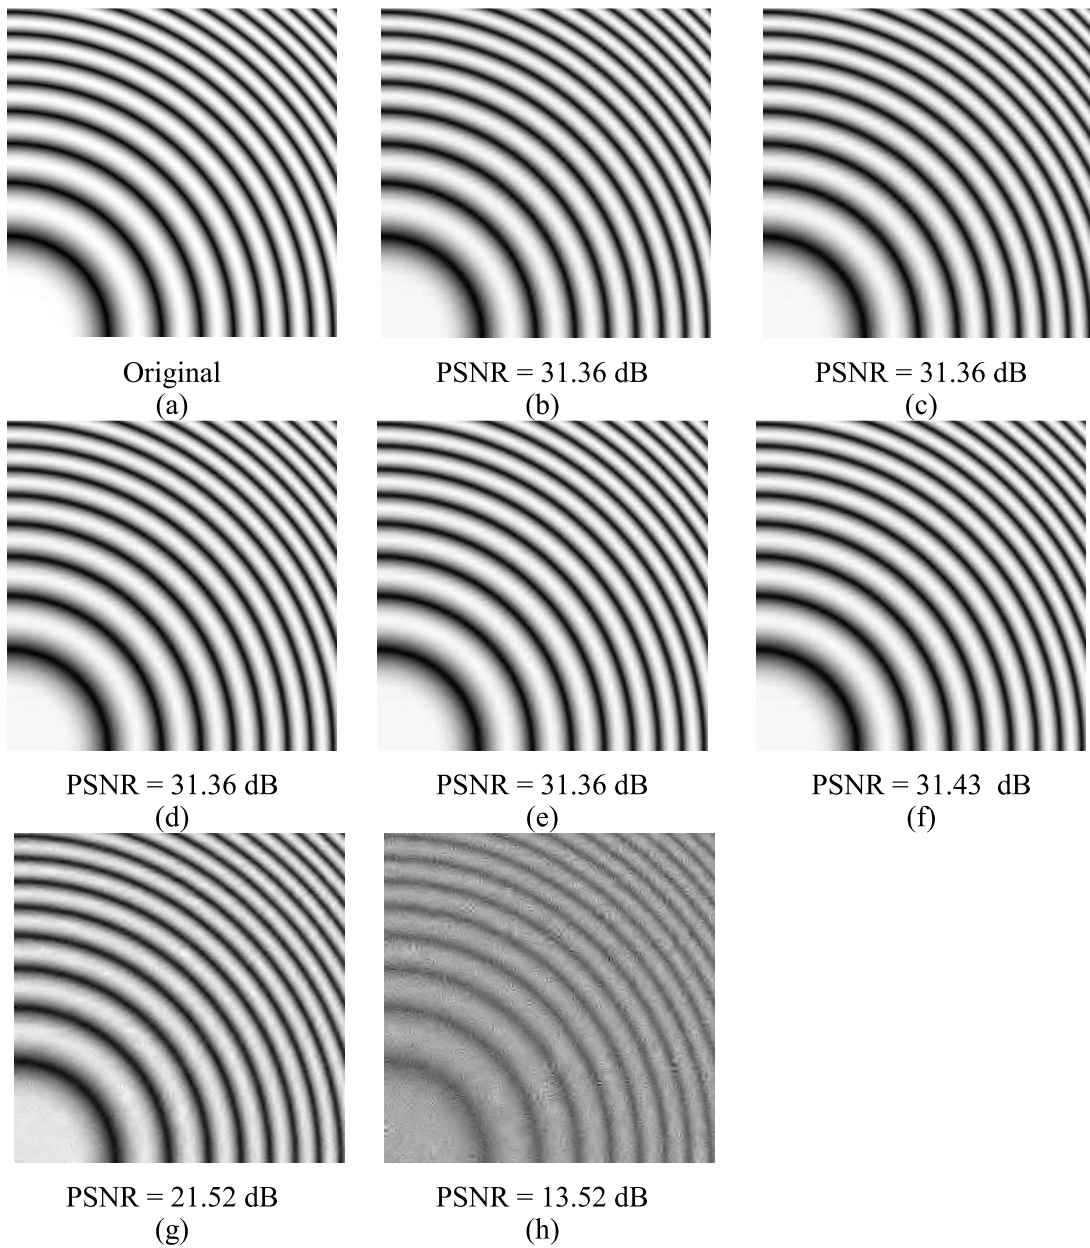 Original
(a)
PSNR = 31.36 dB
(b)
PSNR = 31.36 dB
(c)
PSNR = 31.36 dB
(d)
PSNR = 31.36 dB
(e)
PSNR = 31.43 dB
(f)
PSNR = 21.52 dB
(g)
PSNR = 13.52 dB
(h)